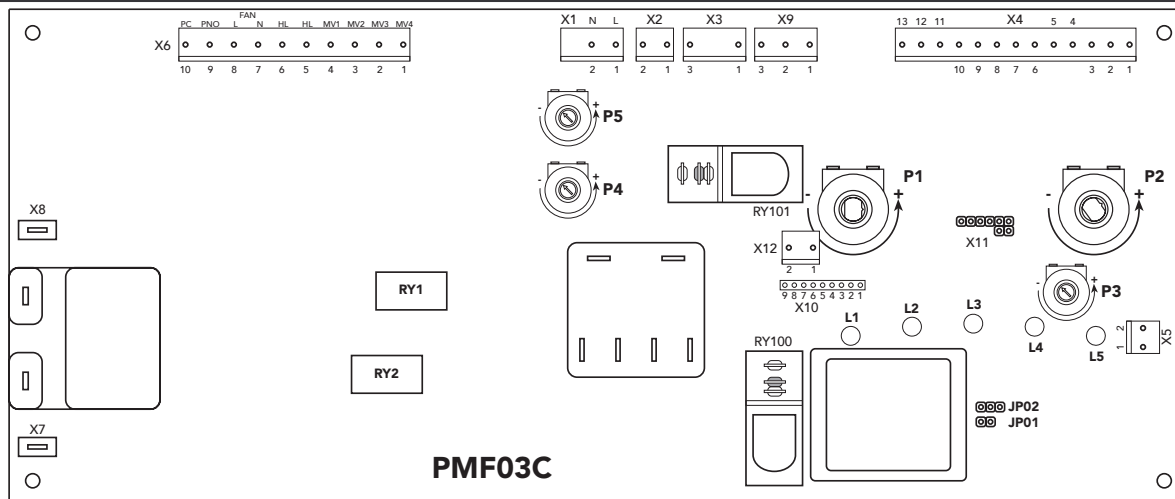 FAN
PC PNO L N HL HL MV1 MV2 MV3 MV4
X6
10 9 8 7 6 5 4 3 2 1
X1 N L
2 1
X2
2 1
X3
3 1
X9
3 2 1
13 12 11 X4 5 4
10 9 8 7 6 3 2 1
- + P5
- + P4
RY101
- + P1
- + P2
X8
X12
2 1
X11
9 8 7 6 5 4 3 2 1
X10
- + P3
RY1
L1 L2 L3 L4 L5
2 1 X5
RY100
RY2
JP02
JP01
X7
PMF03C